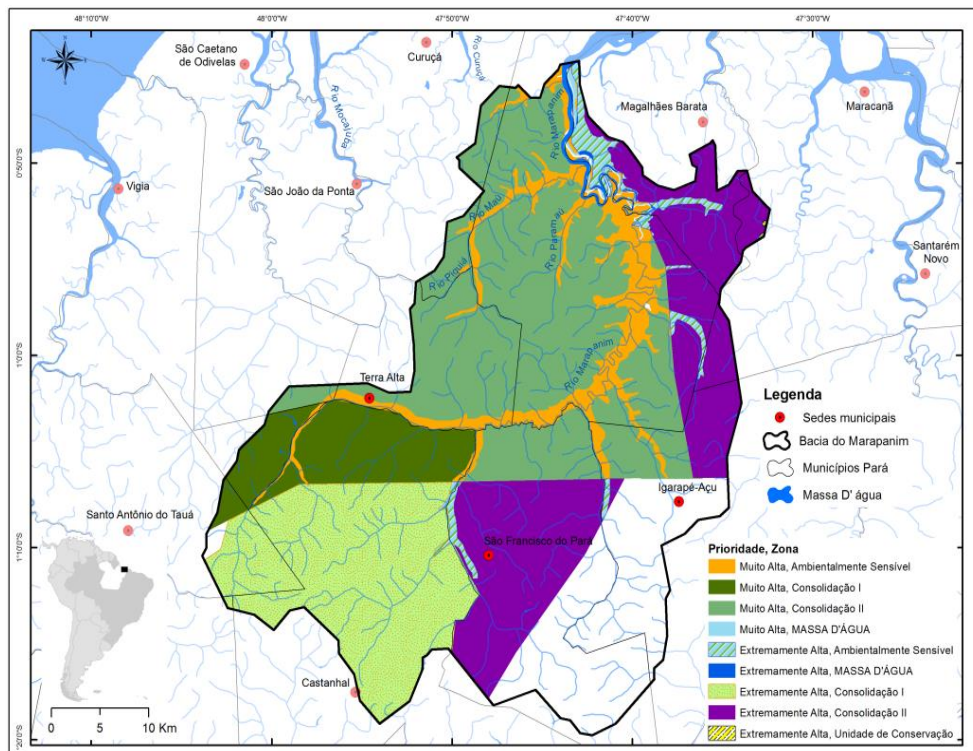 48°10'0"W 48°0'0"W 47°50'0"W 47°40'0"W 47°30'0"W
São Caetano
de Odivelas
Curuçá
Rio Curuçá
Rio Mocajuba
Magalhães Barata
Maracanã
Rio Marapanim
0°50'0"S
Vigia
São João da Ponta
Rio Maú
Rio Paramaú
Santarém
Novo
Rio Piquiá
1°0'0"S
Rio Marapanim
Terra Alta
Legenda
Sedes municipais
Bacia do Marapanim
Municípios Pará
Massa D' água
Igarapé-Açu
Santo Antônio do Tauá
1°10'0"S
São Francisco do Pará
Prioridade, Zona
Muito Alta, Ambientalmente Sensível
Muito Alta, Consolidação I
Muito Alta, Consolidação II
Muito Alta, MASSA D'ÁGUA
Extremamente Alta, Ambientalmente Sensível
Extremamente Alta, MASSA D'ÁGUA
Extremamente Alta, Consolidação I
Extremamente Alta, Consolidação II
Extremamente Alta, Unidade de Conservação
Castanhal
0 5 10 Km